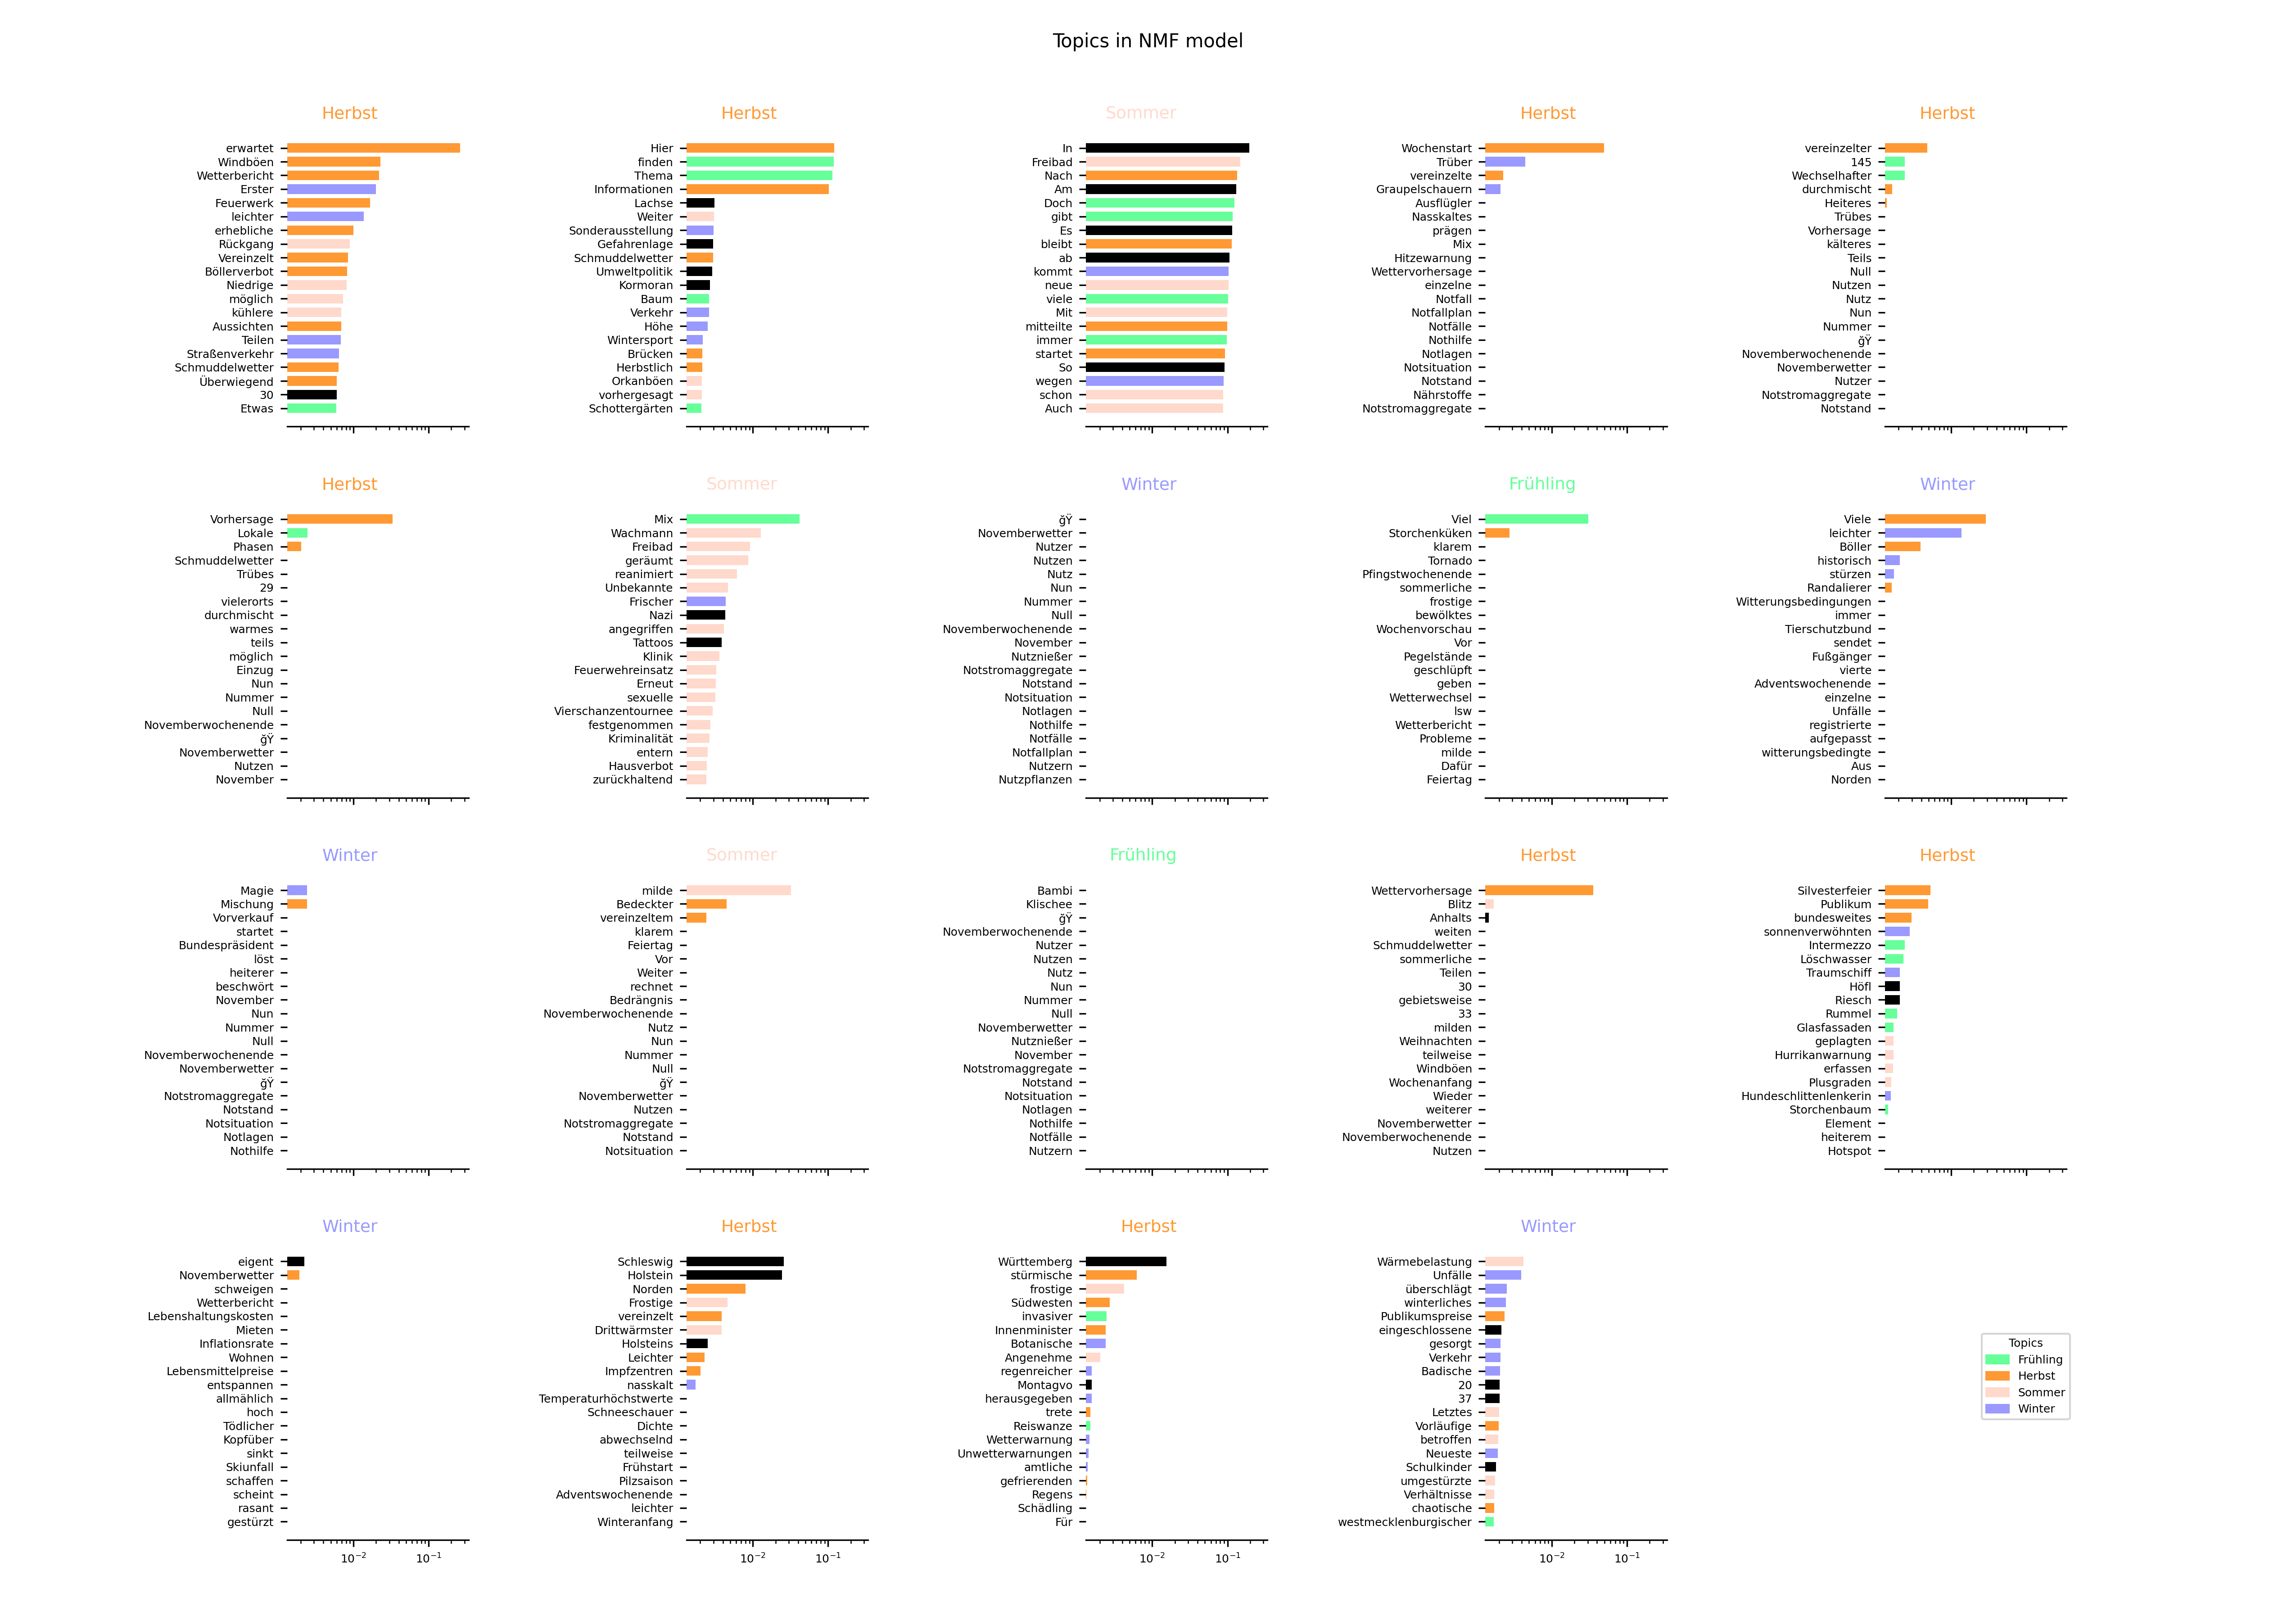 Topics in NMF model
Herbst
erwartet
Windböen
Wetterbericht
Erster
Feuerwerk
leichter
erhebliche
Rückgang
Vereinzelt
Böllerverbot
Niedrige
möglich
kühlere
Aussichten
Teilen
Straßenverkehr
Schmuddelwetter
Überwiegend
30
Etwas
Herbst
Hier
finden
Thema
Informationen
Lachse
Weiter
Sonderausstellung
Gefahrenlage
Schmuddelwetter
Umweltpolitik
Kormoran
Baum
Verkehr
Höhe
Wintersport
Brücken
Herbstlich
Orkanböen
vorhergesagt
Schottergärten
Sommer
In
Freibad
Nach
Am
Doch
gibt
Es
bleibt
ab
kommt
neue
viele
Mit
mitteilte
immer
startet
So
wegen
schon
Auch
Herbst
Wochenstart
Trüber
vereinzelte
Graupelschauern
Ausflügler
Nasskaltes
prägen
Mix
Hitzewarnung
Wettervorhersage
einzelne
Notfall
Notfallplan
Notfälle
Nothilfe
Notlagen
Notsituation
Notstand
Nährstoffe
Notstromaggregate
Herbst
vereinzelter
145
Wechselhafter
durchmischt
Heiteres
Trübes
Vorhersage
kälteres
Teils
Null
Nutzen
Nutz
Nun
Nummer
ğŸ
Novemberwochenende
Novemberwetter
Nutzer
Notstromaggregate
Notstand
Herbst
Vorhersage
Lokale
Phasen
Schmuddelwetter
Trübes
29
vielerorts
durchmischt
warmes
teils
möglich
Einzug
Nun
Nummer
Null
Novemberwochenende
ğŸ
Novemberwetter
Nutzen
November
Sommer
Mix
Wachmann
Freibad
geräumt
reanimiert
Unbekannte
Frischer
Nazi
angegriffen
Tattoos
Klinik
Feuerwehreinsatz
Erneut
sexuelle
Vierschanzentournee
festgenommen
Kriminalität
entern
Hausverbot
zurückhaltend
Winter
ğŸ
Novemberwetter
Nutzer
Nutzen
Nutz
Nun
Nummer
Null
Novemberwochenende
November
Nutznießer
Notstromaggregate
Notstand
Notsituation
Notlagen
Nothilfe
Notfälle
Notfallplan
Nutzern
Nutzpflanzen
Frühling
Viel
Storchenküken
klarem
Tornado
Pfingstwochenende
sommerliche
frostige
bewölktes
Wochenvorschau
Vor
Pegelstände
geschlüpft
geben
Wetterwechsel
lsw
Wetterbericht
Probleme
milde
Dafür
Feiertag
Winter
Viele
leichter
Böller
historisch
stürzen
Randalierer
Witterungsbedingungen
immer
Tierschutzbund
sendet
Fußgänger
vierte
Adventswochenende
einzelne
Unfälle
registrierte
aufgepasst
witterungsbedingte
Aus
Norden
Winter
Magie
Mischung
Vorverkauf
startet
Bundespräsident
löst
heiterer
beschwört
November
Nun
Nummer
Null
Novemberwochenende
Novemberwetter
ğŸ
Notstromaggregate
Notstand
Notsituation
Notlagen
Nothilfe
Sommer
milde
Bedeckter
vereinzeltem
klarem
Feiertag
Vor
Weiter
rechnet
Bedrängnis
Novemberwochenende
Nutz
Nun
Nummer
Null
ğŸ
Novemberwetter
Nutzen
Notstromaggregate
Notstand
Notsituation
Frühling
Bambi
Klischee
ğŸ
Novemberwochenende
Nutzer
Nutzen
Nutz
Nun
Nummer
Null
Novemberwetter
Nutznießer
November
Notstromaggregate
Notstand
Notsituation
Notlagen
Nothilfe
Notfälle
Nutzern
Herbst
Wettervorhersage
Blitz
Anhalts
weiten
Schmuddelwetter
sommerliche
Teilen
30
gebietsweise
33
milden
Weihnachten
teilweise
Windböen
Wochenanfang
Wieder
weiterer
Novemberwetter
Novemberwochenende
Nutzen
Herbst
Silvesterfeier
Publikum
bundesweites
sonnenverwöhnten
Intermezzo
Löschwasser
Traumschiff
Höfl
Riesch
Rummel
Glasfassaden
geplagten
Hurrikanwarnung
erfassen
Plusgraden
Hundeschlittenlenkerin
Storchenbaum
Element
heiterem
Hotspot
Winter
eigent
Novemberwetter
schweigen
Wetterbericht
Lebenshaltungskosten
Mieten
Inflationsrate
Wohnen
Lebensmittelpreise
entspannen
allmählich
hoch
Tödlicher
Kopfüber
sinkt
Skiunfall
schaffen
scheint
rasant
gestürzt
10⁻² 10⁻¹
Herbst
Schleswig
Holstein
Norden
Frostige
vereinzelt
Drittwärmster
Holsteins
Leichter
Impfzentren
nasskalt
Temperaturhöchstwerte
Schneeschauer
Dichte
abwechselnd
teilweise
Frühstart
Pilzsaison
Adventswochenende
leichter
Winteranfang
10⁻² 10⁻¹
Herbst
Württemberg
stürmische
frostige
Südwesten
invasiver
Innenminister
Botanische
Angenehme
regenreicher
Montagvo
herausgegeben
trete
Reiswanze
Wetterwarnung
Unwetterwarnungen
amtliche
gefrierenden
Regens
Schädling
Für
10⁻² 10⁻¹
Winter
Wärmebelastung
Unfälle
überschlägt
winterliches
Publikumspreise
eingeschlossene
gesorgt
Verkehr
Badische
20
37
Letztes
Vorläufige
betroffen
Neueste
Schulkinder
umgestürzte
Verhältnisse
chaotische
westmecklenburgischer
10⁻² 10⁻¹
Topics
Frühling
Herbst
Sommer
Winter